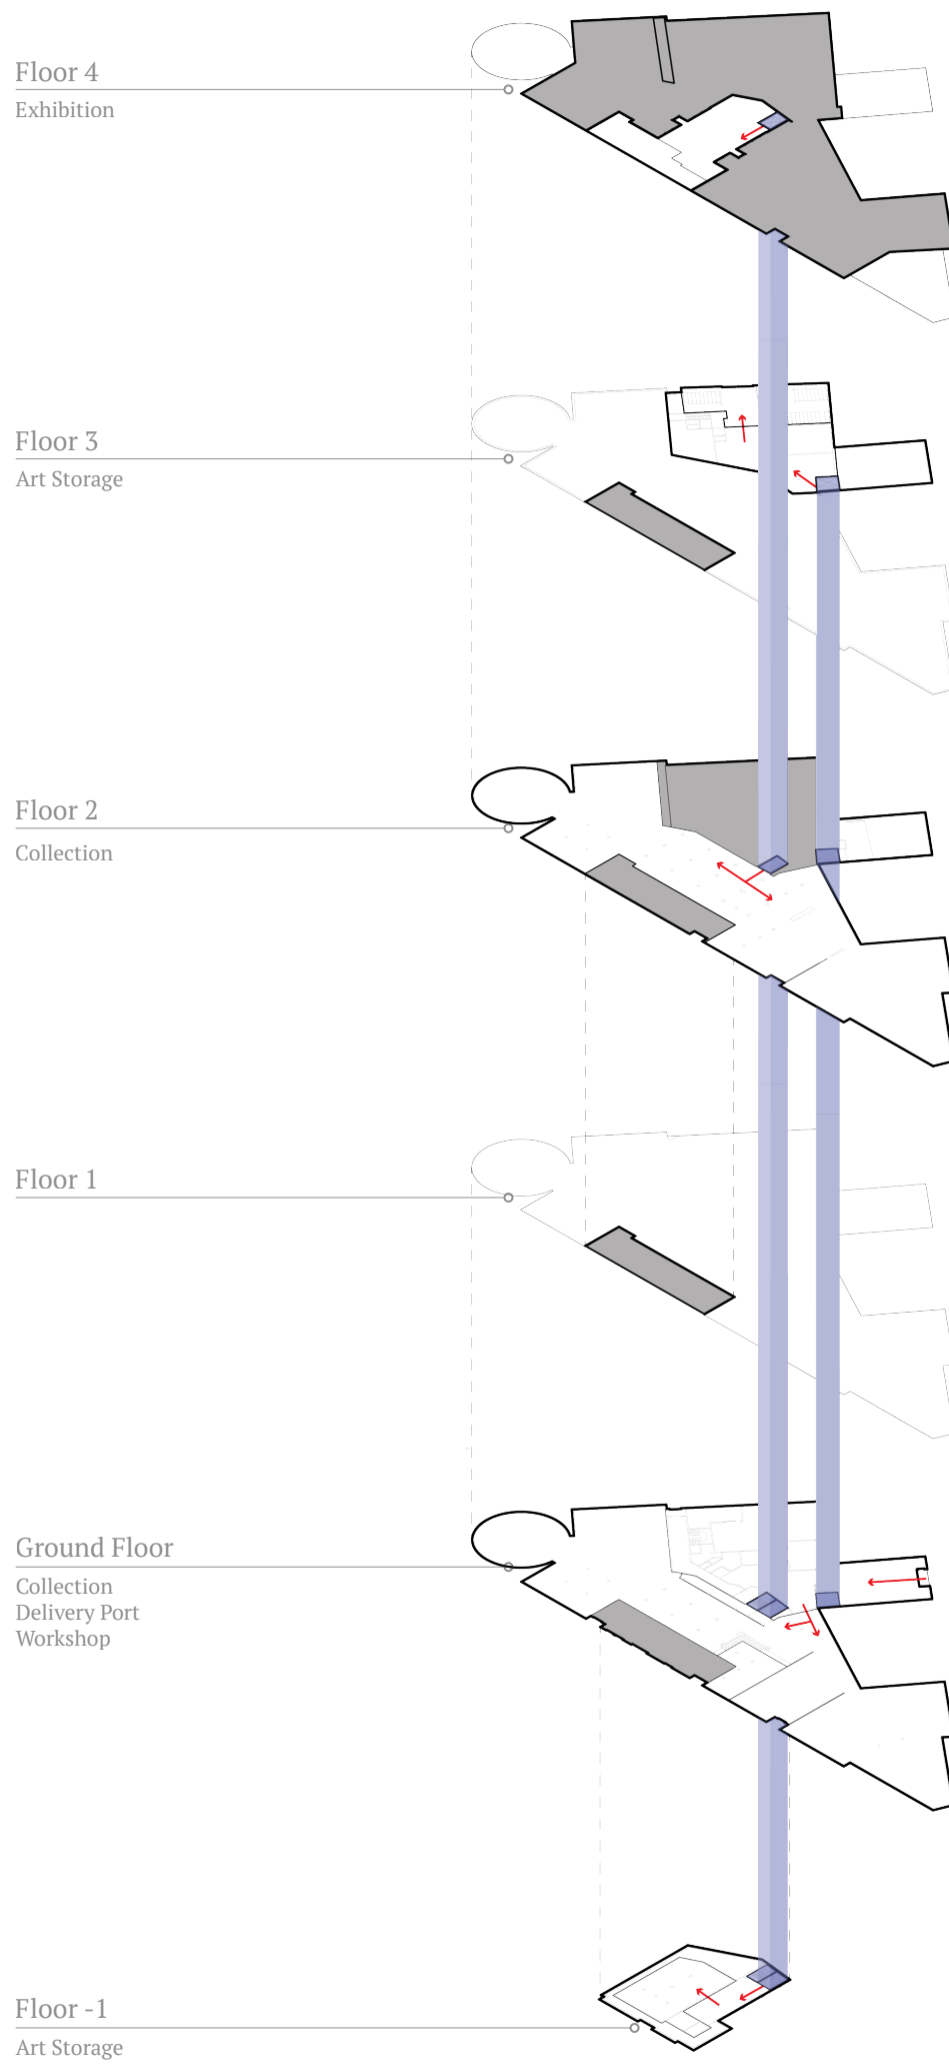 Floor 4
Exhibition
Floor 3
Art Storage
Floor 2
Collection
Floor 1
Ground Floor
Collection
Delivery Port
Workshop
Floor -1
Art Storage